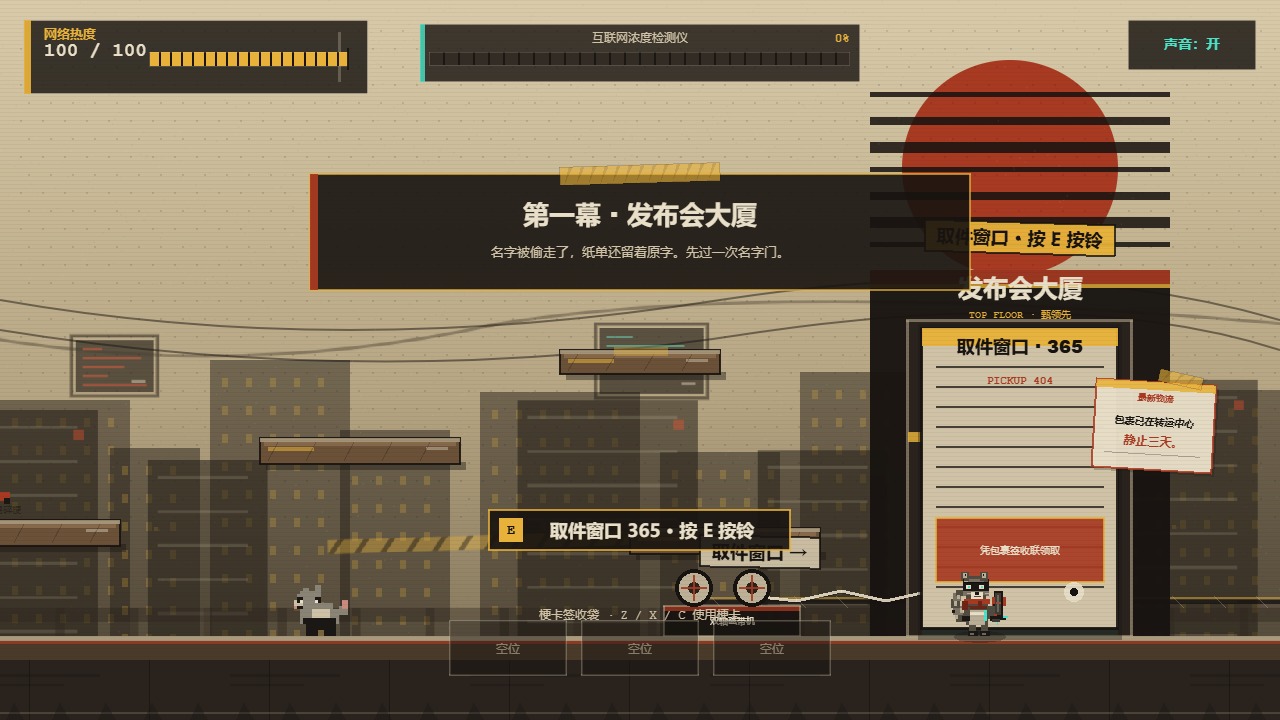 网络热度
100 / 100
互联网浓度检测仪
0%
声音：开
第一幕·发布会大厦
名字被偷走了，纸单还留着原字。先过一次名字门。
取件窗口·按 E 按铃
发布会大厦
TOP FLOOR · 甄领先
取件窗口·365
PICKUP 404
最新物流
包裹已在转运中心
静止三天。
E
取件窗口 365·按 E 按铃
取件窗口 →
凭包裹签收联领取
梗卡签收袋 · Z / X / C 使用梗卡
空位
空位
空位